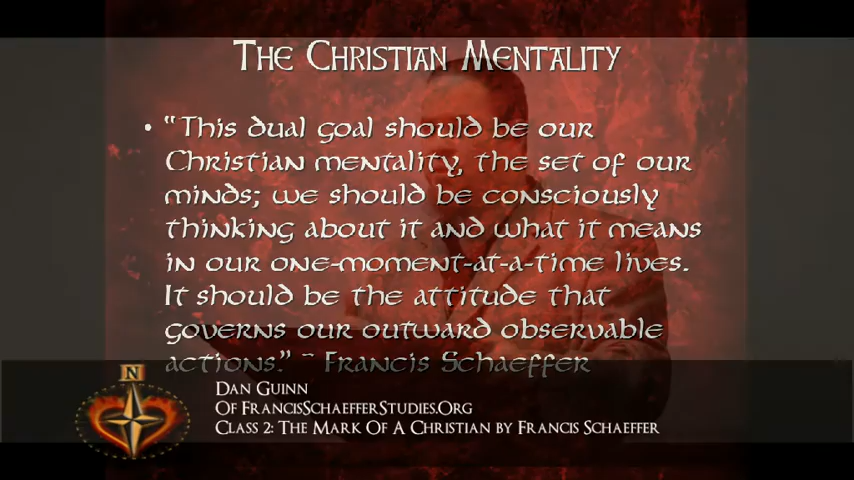 The Christian Mentality
• "This dual goal should be our
Christian mentality, the set of our
minds; we should be consciously
thinking about it and what it means
in our one-moment-at-a-time lives.
It should be the attitude that
governs our outward observable
actions." ~ Francis Schaeffer
N
Dan Guinn
Of FrancisSchaefferStudies.Org
Class 2: The Mark Of A Christian by Francis Schaeffer